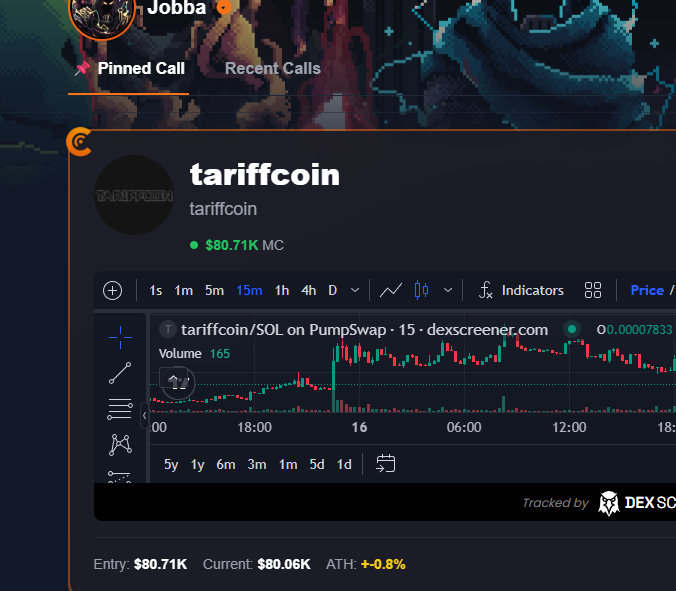 Jobba
Pinned Call Recent Calls
TARIFFCOIN
tariffcoin
tariffcoin
$80.71K MC
1s 1m 5m 15m 1h 4h D Indicators Price /
T tariffcoin/SOL on PumpSwap · 15 · dexscreener.com O0.00007833
Volume 165
:00 18:00 16 06:00 12:00 18:
5y 1y 6m 3m 1m 5d 1d
Tracked by DEXSC
Entry: $80.71K Current: $80.06K ATH: +-0.8%